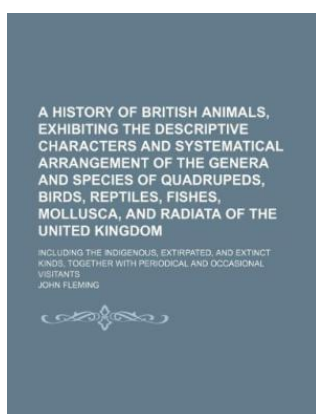 A HISTORY OF BRITISH ANIMALS,
EXHIBITING THE DESCRIPTIVE
CHARACTERS AND SYSTEMATICAL
ARRANGEMENT OF THE GENERA
AND SPECIES OF QUADRUPEDS,
BIRDS, REPTILES, FISHES,
MOLLUSCA, AND RADIATA OF THE
UNITED KINGDOM
INCLUDING THE INDIGENOUS, EXTIRPATED, AND EXTINCT
KINDS, TOGETHER WITH PERIODICAL AND OCCASIONAL
VISITANTS
JOHN FLEMING